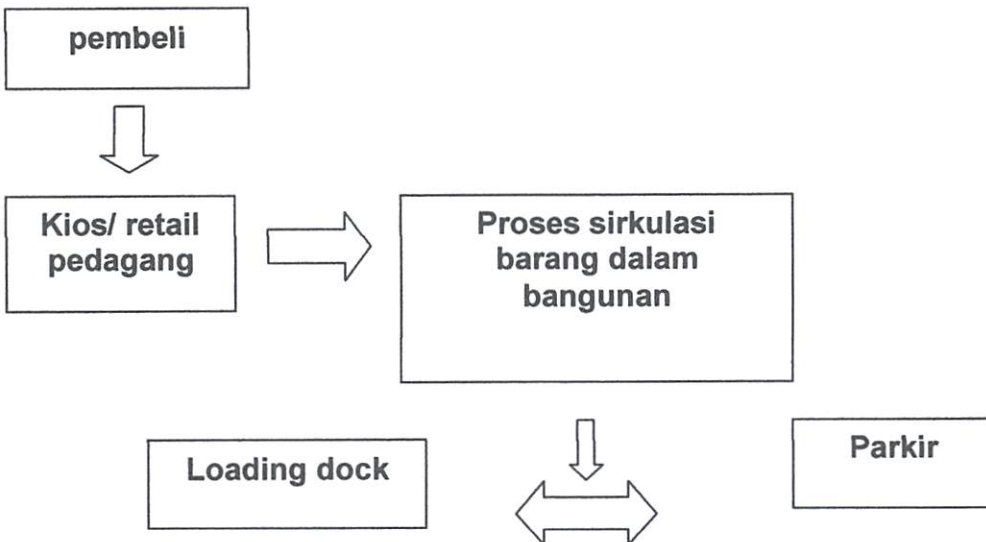 pembeli
Kios/ retail
pedagang
Proses sirkulasi
barang dalam
bangunan
Loading dock
Parkir